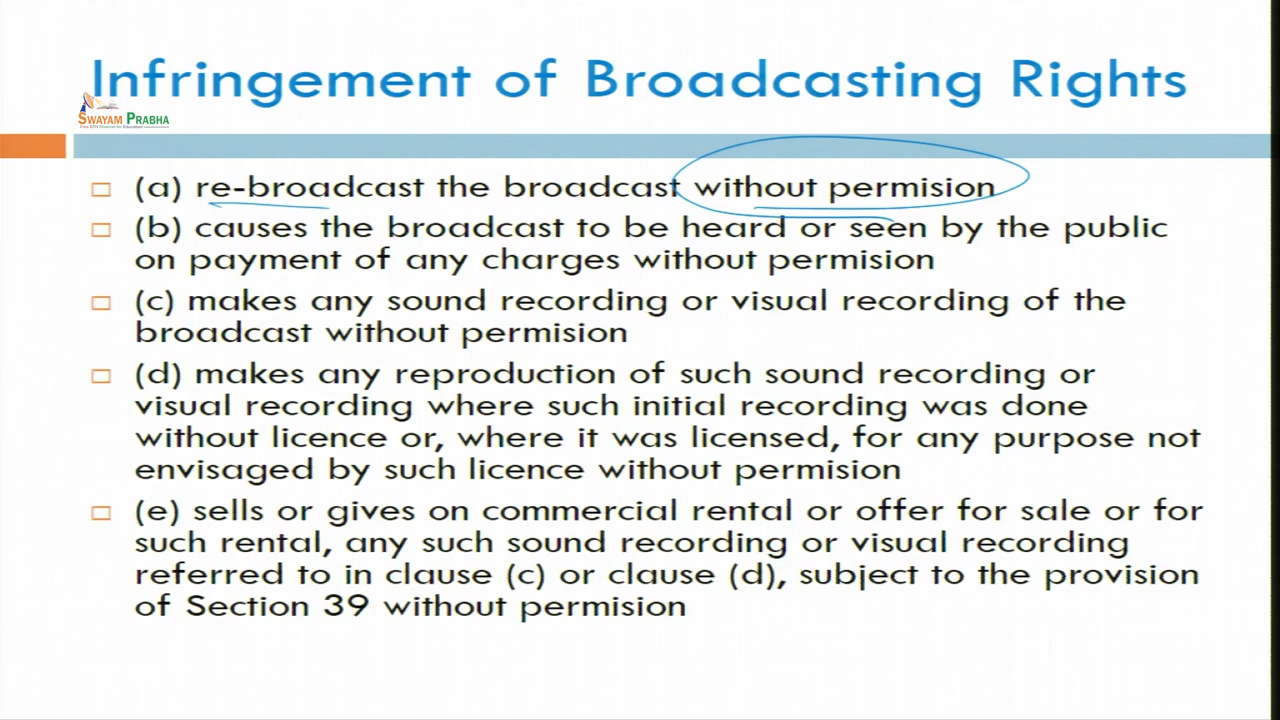 Infringement of Broadcasting Rights
SWAYAM PRABHA
(a) re-broadcast the broadcast without permision
(b) causes the broadcast to be heard or seen by the public
on payment of any charges without permision
(c) makes any sound recording or visual recording of the
broadcast without permision
(d) makes any reproduction of such sound recording or
visual recording where such initial recording was done
without licence or, where it was licensed, for any purpose not
envisaged by such licence without permision
(e) sells or gives on commercial rental or offer for sale or for
such rental, any such sound recording or visual recording
referred to in clause (c) or clause (d), subject to the provision
of Section 39 without permision